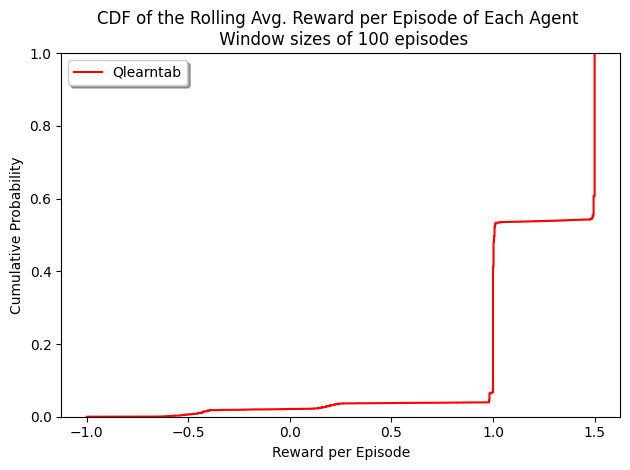 CDF of the Rolling Avg. Reward per Episode of Each Agent
Window sizes of 100 episodes
Qlearntab
Cumulative Probability
1.0
0.8
0.6
0.4
0.2
0.0
−1.0 −0.5 0.0 0.5 1.0 1.5
Reward per Episode